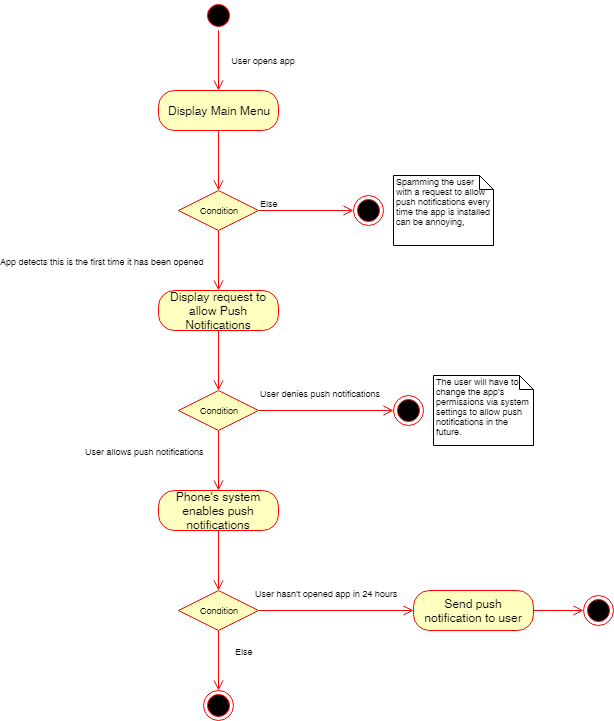 User opens app
Display Main Menu
Condition
Else
Spamming the user
with a request to allow
push notifications every
time the app is installed
can be annoying,
App detects this is the first time it has been opened
Display request to
allow Push
Notifications
Condition
User denies push notifications
The user will have to
change the app's
permissions via system
settings to allow push
notifications in the
future.
User allows push notifications
Phone's system
enables push
notifications
Condition
User hasn't opened app in 24 hours
Send push
notification to user
Else